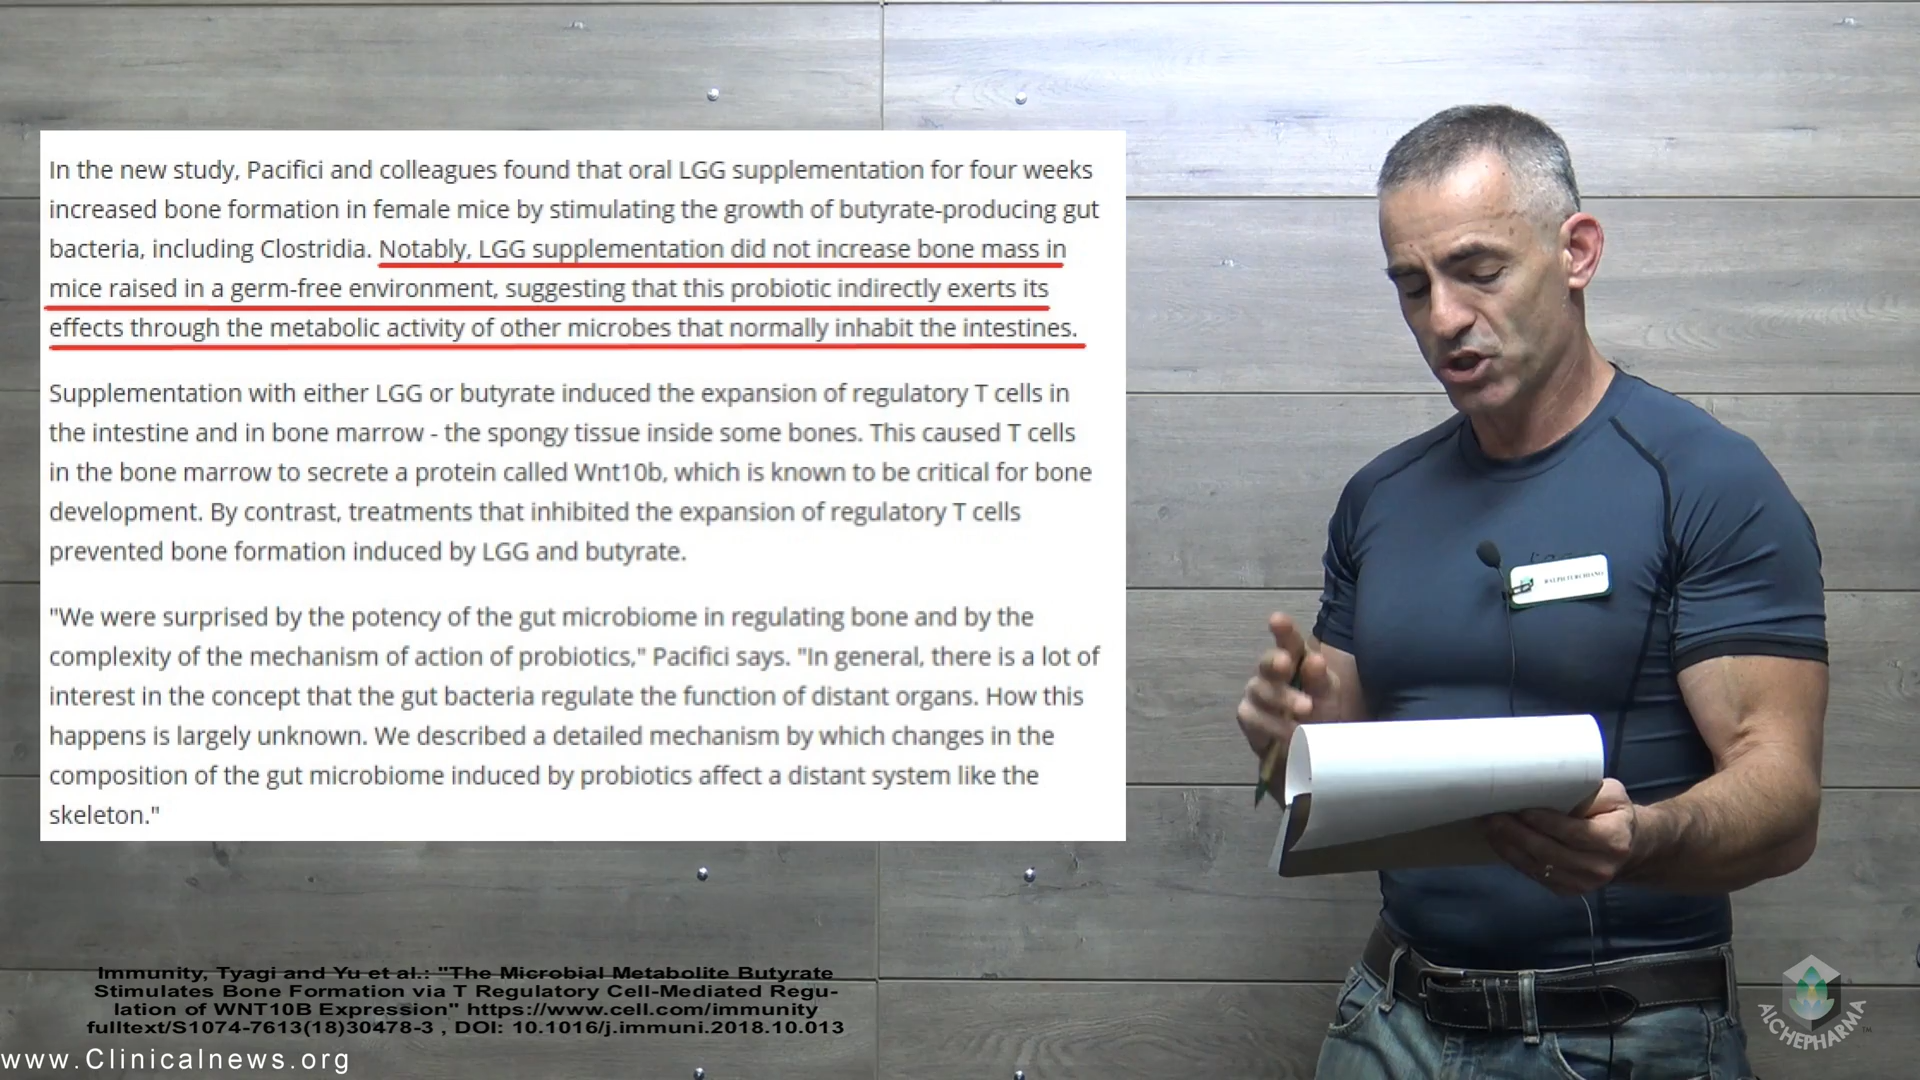 In the new study, Pacifici and colleagues found that oral LGG supplementation for four weeks
increased bone formation in female mice by stimulating the growth of butyrate-producing gut
bacteria, including Clostridia. Notably, LGG supplementation did not increase bone mass in
mice raised in a germ-free environment, suggesting that this probiotic indirectly exerts its
effects through the metabolic activity of other microbes that normally inhabit the intestines.
Supplementation with either LGG or butyrate induced the expansion of regulatory T cells in
the intestine and in bone marrow - the spongy tissue inside some bones. This caused T cells
in the bone marrow to secrete a protein called Wnt10b, which is known to be critical for bone
development. By contrast, treatments that inhibited the expansion of regulatory T cells
prevented bone formation induced by LGG and butyrate.
"We were surprised by the potency of the gut microbiome in regulating bone and by the
complexity of the mechanism of action of probiotics," Pacifici says. "In general, there is a lot of
interest in the concept that the gut bacteria regulate the function of distant organs. How this
happens is largely unknown. We described a detailed mechanism by which changes in the
composition of the gut microbiome induced by probiotics affect a distant system like the
skeleton."
Immunity, Tyagi and Yu et al.: "The Microbial Metabolite Butyrate
Stimulates Bone Formation via T Regulatory Cell-Mediated Regu-
lation of WNT10B Expression" https://www.cell.com/immunity
fulltext/S1074-7613(18)30478-3 , DOI: 10.1016/j.immuni.2018.10.013
www.Clinicalnews.org
ALCHEPHARMA™